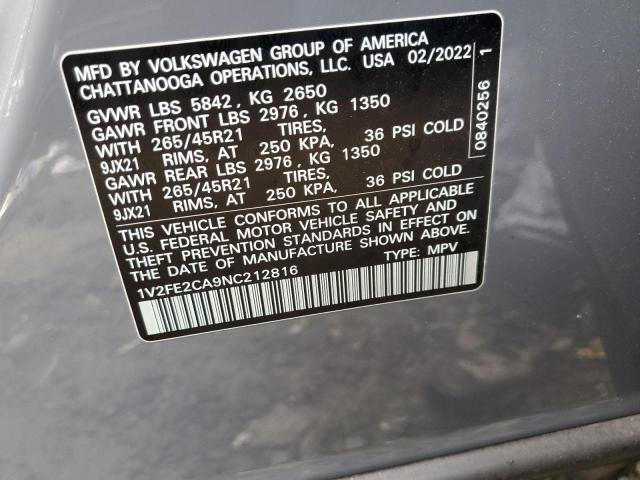 MFD BY VOLKSWAGEN GROUP OF AMERICA
CHATTANOOGA OPERATIONS, LLC. USA 02/2022
GVWR LBS 5842, KG 2650
GAWR FRONT LBS 2976, KG 1350
WITH 265/45R21 TIRES,
9JX21 RIMS, AT 250 KPA, 36 PSI COLD
GAWR REAR LBS 2976, KG 1350
WITH 265/45R21 TIRES,
9JX21 RIMS, AT 250 KPA, 36 PSI COLD
THIS VEHICLE CONFORMS TO ALL APPLICABLE
U.S. FEDERAL MOTOR VEHICLE SAFETY AND
THEFT PREVENTION STANDARDS IN EFFECT ON
THE DATE OF MANUFACTURE SHOWN ABOVE.
1V2FE2CA9NC212816 TYPE: MPV
0840256 1